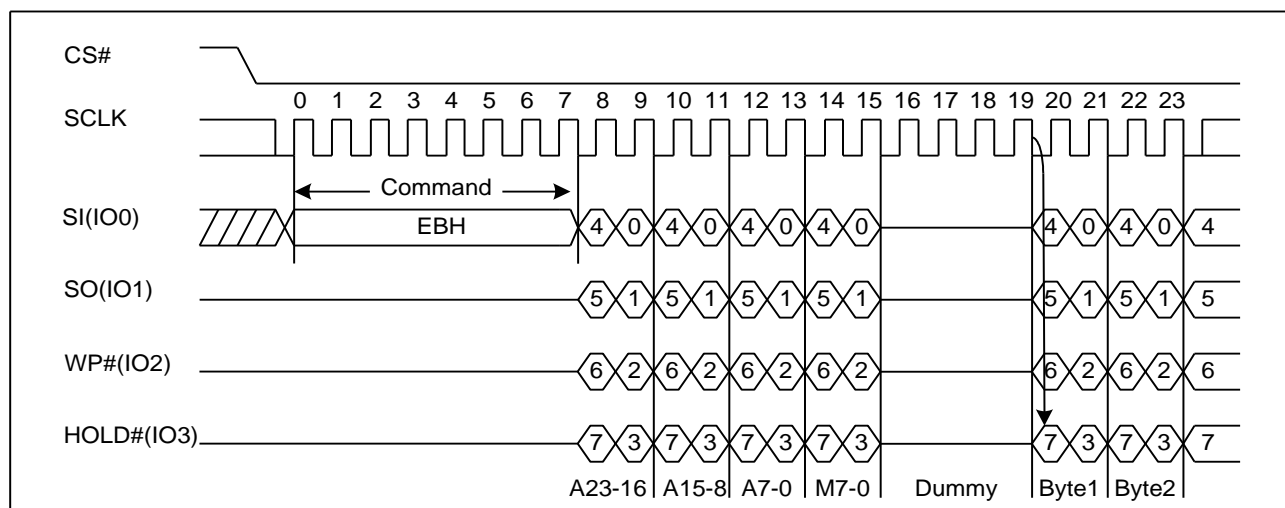 CS#
0 1 2 3 4 5 6 7 8 9 10 11 12 13 14 15 16 17 18 19 20 21 22 23
SCLK
Command
SI(IO0) EBH 4 0 4 0 4 0 4 0 4 0 4 0 4
SO(IO1) 5 1 5 1 5 1 5 1 5 1 5 1 5
WP#(IO2) 6 2 6 2 6 2 6 2 6 2 6 2 6
HOLD#(IO3) 7 3 7 3 7 3 7 3 7 3 7 3 7
A23-16 A15-8 A7-0 M7-0 Dummy Byte1 Byte2